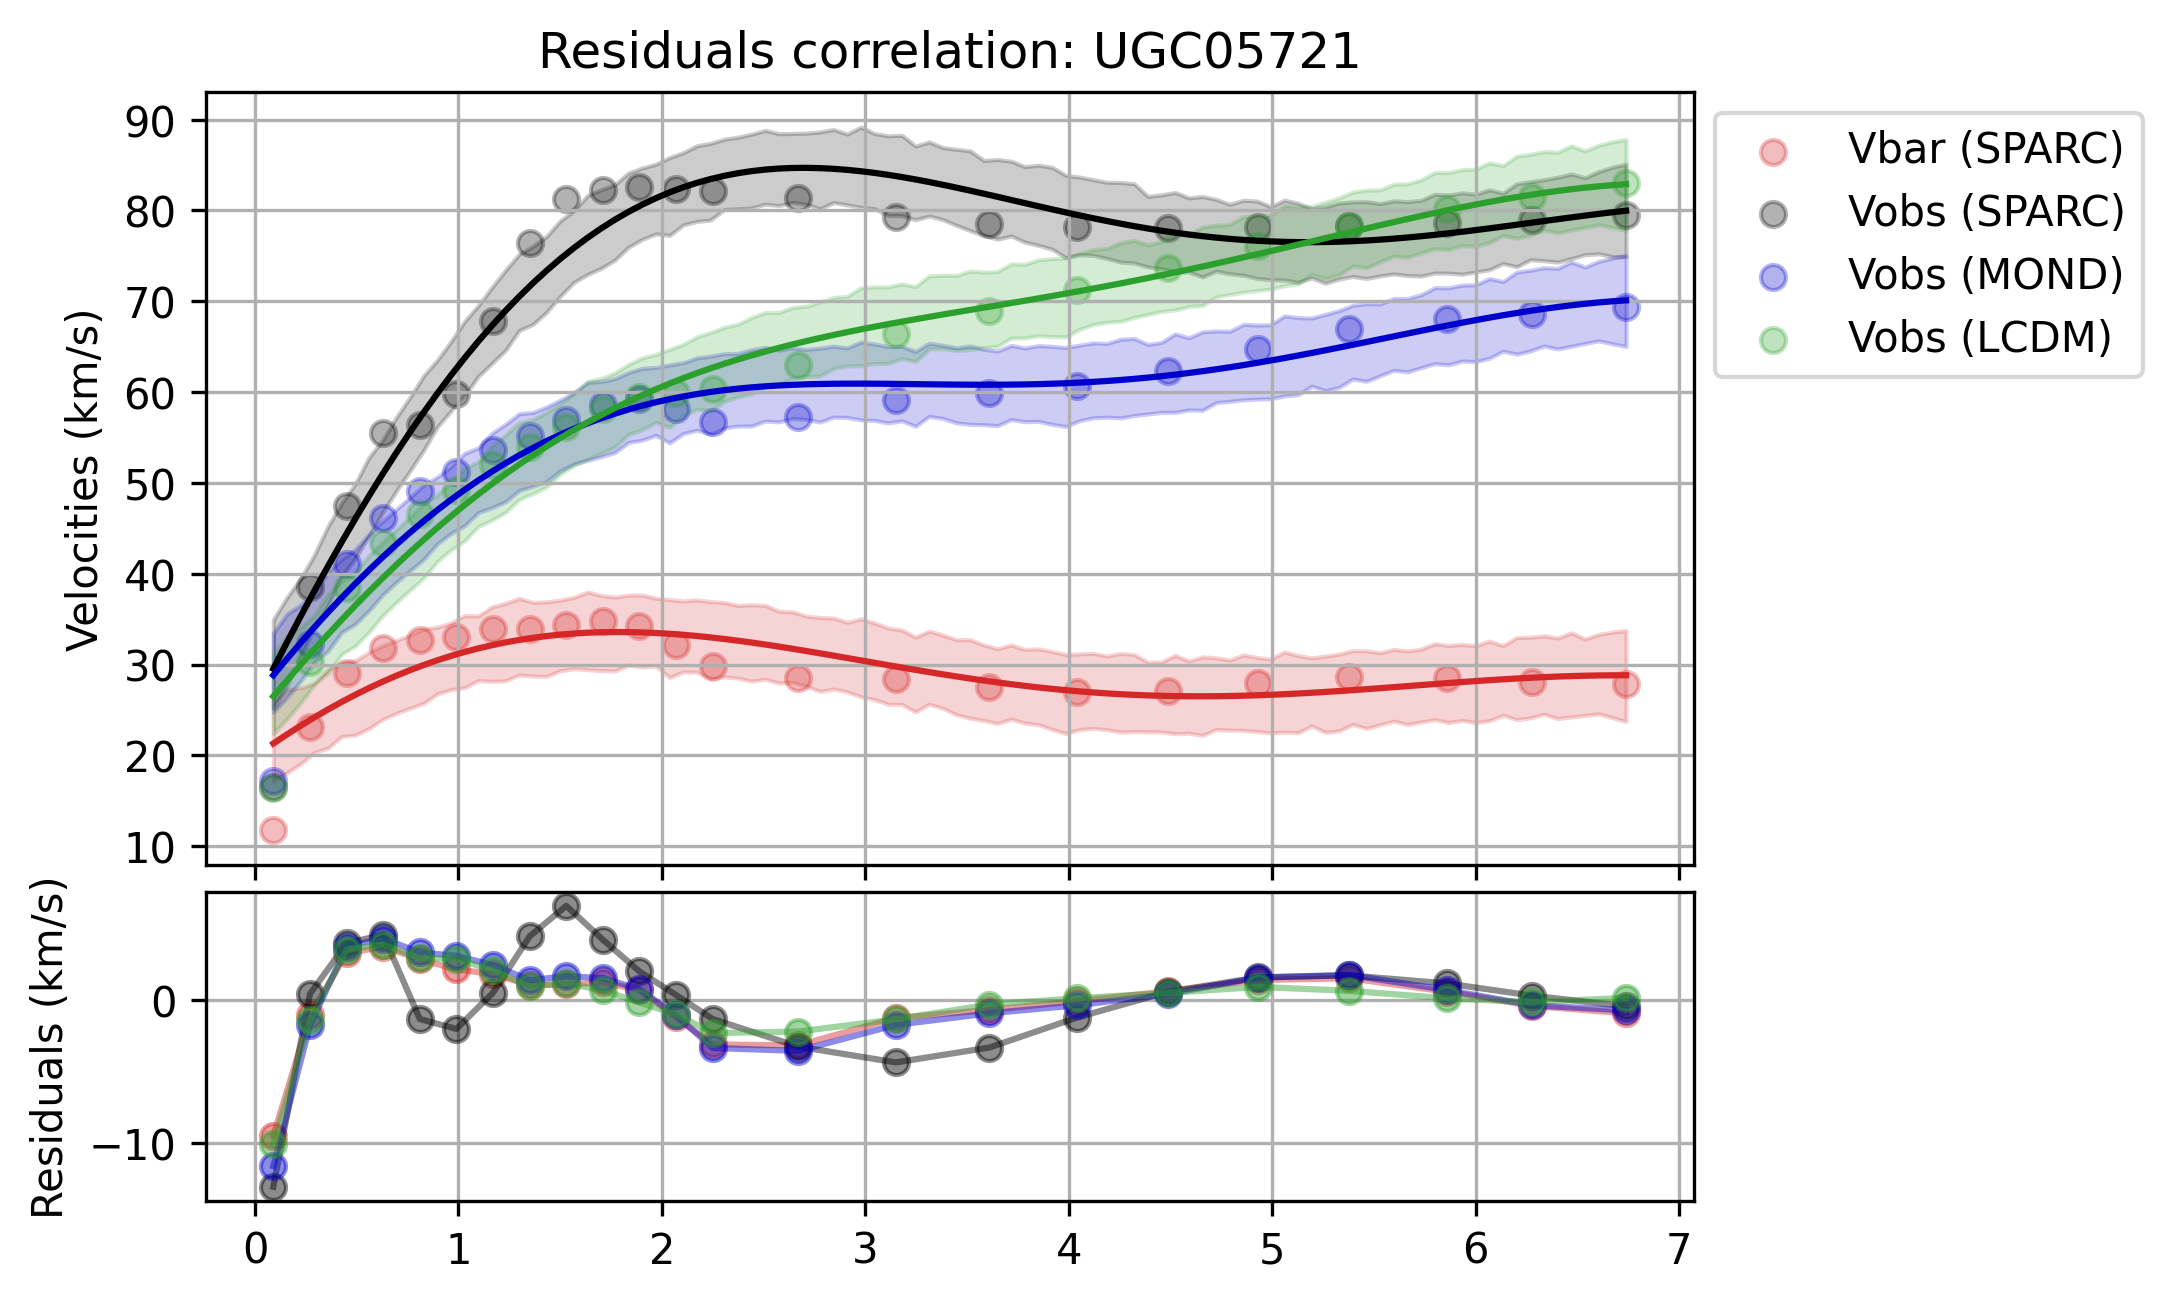 Residuals correlation: UGC05721
Velocities (km/s)
90
80
70
60
50
40
30
20
10
Vbar (SPARC)
Vobs (SPARC)
Vobs (MOND)
Vobs (LCDM)
Residuals (km/s)
0
−10
0 1 2 3 4 5 6 7